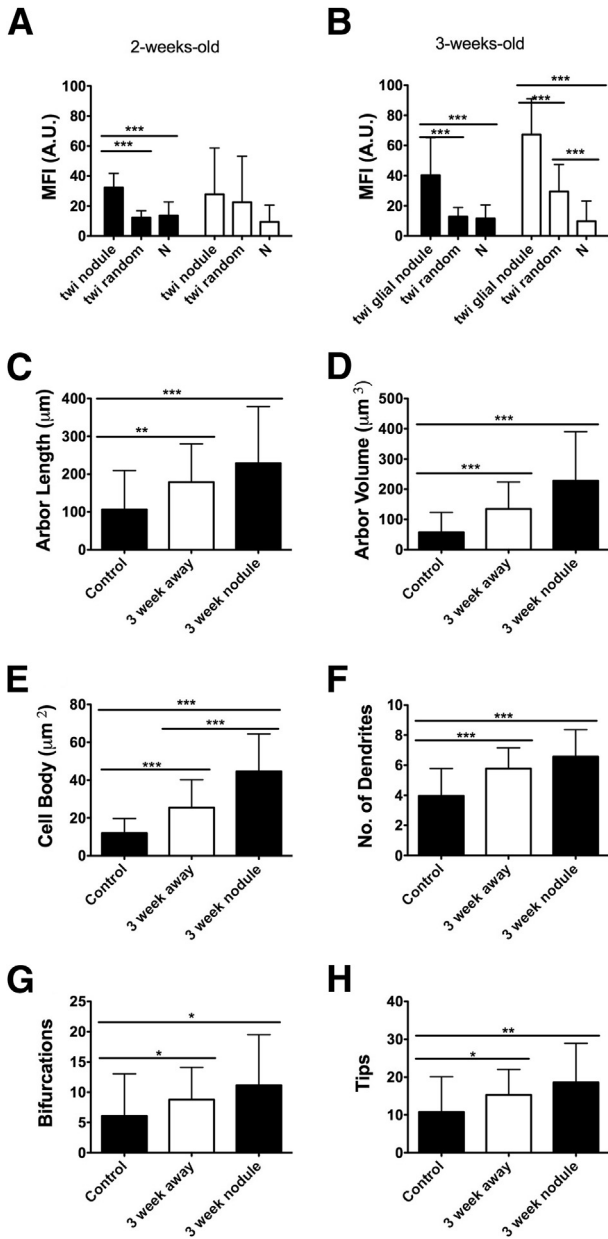 A
2-weeks-old
MFI (A.U.)
100
80
60
40
20
0
***
***
twi nodule
twi random
N
twi nodule
twi random
N
B
3-weeks-old
MFI (A.U.)
100
80
60
40
20
0
***
***
***
***
***
twi glial nodule
twi random
N
twi glial nodule
twi random
N
C
Arbor Length (μm)
400
300
200
100
0
***
**
Control
3 week away
3 week nodule
D
Arbor Volume (μm³)
500
400
300
200
100
0
***
***
Control
3 week away
3 week nodule
E
Cell Body (μm²)
80
60
40
20
0
***
***
***
Control
3 week away
3 week nodule
F
No. of Dendrites
10
8
6
4
2
0
***
***
Control
3 week away
3 week nodule
G
Bifurcations
25
20
15
10
5
0
*
*
Control
3 week away
3 week nodule
H
Tips
40
30
20
10
0
**
*
Control
3 week away
3 week nodule